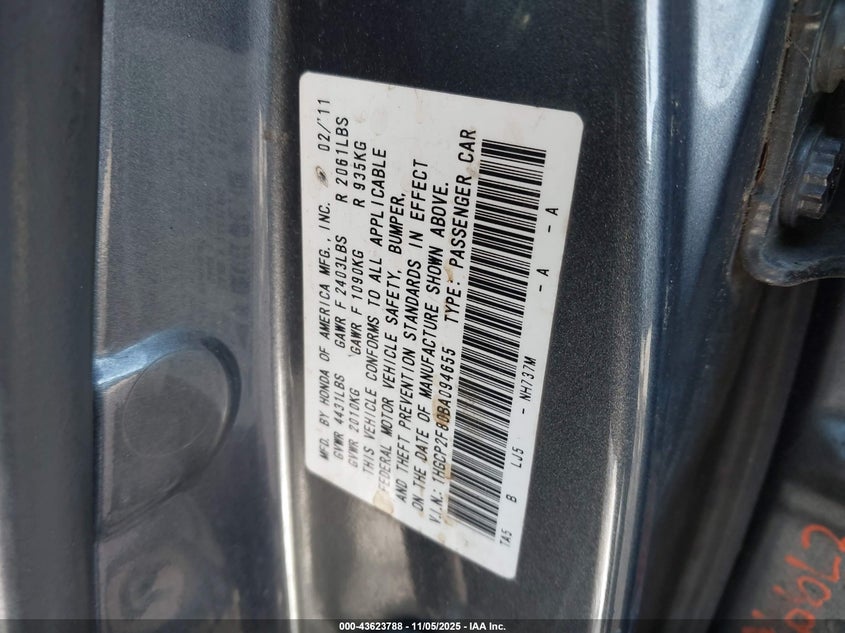 MFD. BY HONDA OF AMERICA MFG., INC. 02/'11
GVWR 4431LBS GAWR F 2403LBS R 2061LBS
GVWR 2010KG GAWR F 1090KG R 935KG
THIS VEHICLE CONFORMS TO ALL APPLICABLE
FEDERAL MOTOR VEHICLE SAFETY, BUMPER,
AND THEFT PREVENTION STANDARDS IN EFFECT
ON THE DATE OF MANUFACTURE SHOWN ABOVE.
V.I.N.: 1HGCP2F80BA094655 TYPE: PASSENGER CAR
TA5 B LJ5 - NH737M - A - A
000-43623788 - 11/05/2025 - IAA Inc.